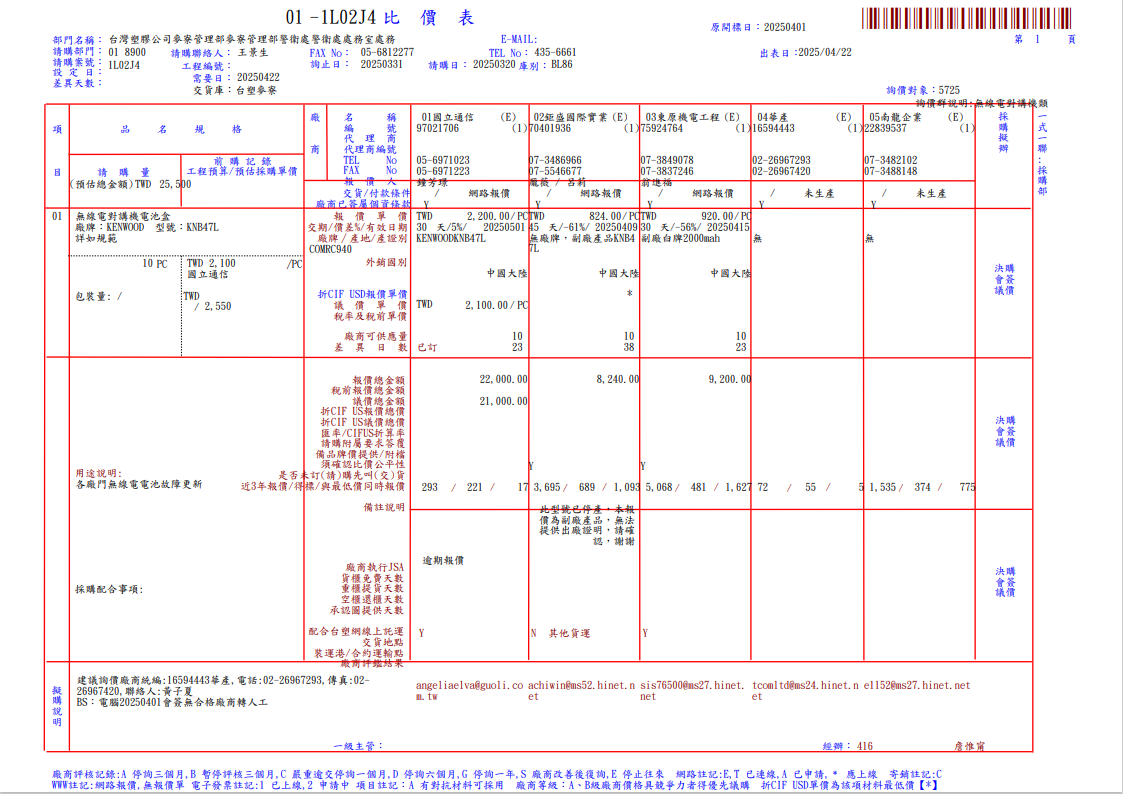 01 -1L02J4 比 價 表
原開標日：20250401
部門名稱： 台灣塑膠公司麥寮管理部麥寮管理部警衛處警衛處處務室處務 E-MAIL: 第 1 頁
請購部門： 01 8900 請購聯絡人：王景生 FAX No： 05-6812277 TEL No： 435-6661 出表日:2025/04/22
請購案號：1L02J4 工程編號： 詢止日： 20250331 請購日：20250320 庫別：BL86
設 定 日： 需要日：20250422
差異天數： 交貨庫：台塑麥寮 詢價對象：5725
詢價群說明:無線電對講機類
項目 品 名 規 格 廠商 名 稱 01國立通信 (E) 02鉅盛國際實業(E) 03東原機電工程(E) 04華產 (E) 05南龍企業 (E) 採購擬辦 一式一聯:採購部
編 號 97021706 (1) 70401936 (1) 75924764 (1) 16594443 (1) 22839537 (1)
代 理 商
代理商編號
前 購 記 錄 TEL No 05-6971023 07-3486966 07-3849078 02-26967293 07-3482102
請 購 量 工程預算/預估採購單價 FAX No 05-6971223 07-5546677 07-3837246 02-26967420 07-3488148
(預估總金額)TWD 25,500 報 價 人 鍾芳璟 龐薇 / 呂莉 翁進福
交貨/付款條件 / 網路報價 / 網路報價 / 網路報價 / 未生產 / 未生產
廠商已簽屬個資條款 Y Y Y Y Y
01 無線電對講機電池盒 報 價 單 價 TWD 2,200.00/PC TWD 824.00/PC TWD 920.00/PC
廠牌：KENWOOD 型號：KNB47L 交期/價差%/有效日期 30 天/5%/ 20250501 45 天/-61%/ 20250409 30 天/-56%/ 20250415
詳如規範 廠牌／產地/產證別 KENWOODKNB47L 無廠牌，副廠產品KNB47L 副廠白牌2000mah 無 無
COMRC940
10 PC TWD 2,100 /PC 外銷國別
國立通信 中國大陸 中國大陸 中國大陸
包裝量: / TWD 折CIF USD報價單價 *
/ 2,550 議 價 單 價 TWD 2,100.00/PC
稅率及稅前單價
廠商可供應量 10 10 10
差 異 日 數 已訂 23 38 23
決購會簽議價
報價總金額 22,000.00 8,240.00 9,200.00
稅前報價總金額
議價總金額 21,000.00
折CIF US報價總價
折CIF US議價總價
匯率/CIFUS折算率
請購附屬要求答覆
備品牌價提供/附檔
須確認比價公平性 Y Y
用途說明: 是否未訂(請)購先叫(交)貨
各廠門無線電電池故障更新 近3年報價/得標/與最低價同時報價 293 / 221 / 17 3,695/ 689 / 1,093 5,068/ 481 / 1,627 72 / 55 / 5 1,535/ 374 / 775
決購會簽議價
備註說明 此型號已停產，本報價為副廠產品，無法提供出廠證明，請確認，謝謝
逾期報價
廠商執行JSA
貨櫃免費天數
採購配合事項: 重櫃提貨天數
空櫃還櫃天數
承認圖提供天數
決購會簽議價
配合台塑網線上託運 Y N 其他貨運 Y
交貨地點
裝運港/合約運輸點
廠商評鑑結果
擬購說明 建議詢價廠商統編:16594443華產,電話:02-26967293,傳真:02-
26967420,聯絡人:黃子夏
BS：電腦20250401會簽無合格廠商轉人工
angeliaelva@guoli.com.tw achiwin@ms52.hinet.net sis76500@ms27.hinet.net tcomltd@ms24.hinet.net el152@ms27.hinet.net
一級主管： 經辦： 416 詹惟甯
廠商評核記錄:A 停詢三個月,B 暫停評核三個月,C 嚴重逾交停詢一個月,D 停詢六個月,G 停詢一年,S 廠商改善後復詢,E 停止往來 網路註記:E,T 已連線,A 已申請,* 應上線 寄銷註記:C
WWW註記:網路報價,無報價單 電子發票註記:1 已上線,2 申請中 項目註記：A 有對抗材料可採用 廠商等級：A、B級廠商價格具競爭力者得優先議購 折CIF USD單價為該項材料最低價【*】